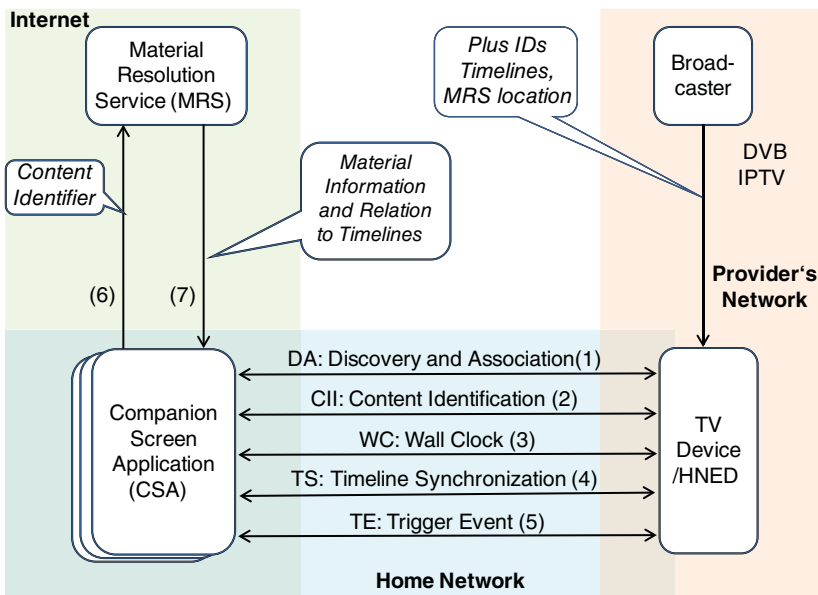 Internet
Material
Resolution
Service (MRS)
Plus IDs
Timelines,
MRS location
Broad-
caster
Content
Identifier
Material
Information
and Relation
to Timelines
DVB
IPTV
Provider‘s
Network
(6)
(7)
DA: Discovery and Association(1)
CII: Content Identification (2)
WC: Wall Clock (3)
TS: Timeline Synchronization (4)
TE: Trigger Event (5)
Companion
Screen
Application
(CSA)
TV
Device
/HNED
Home Network